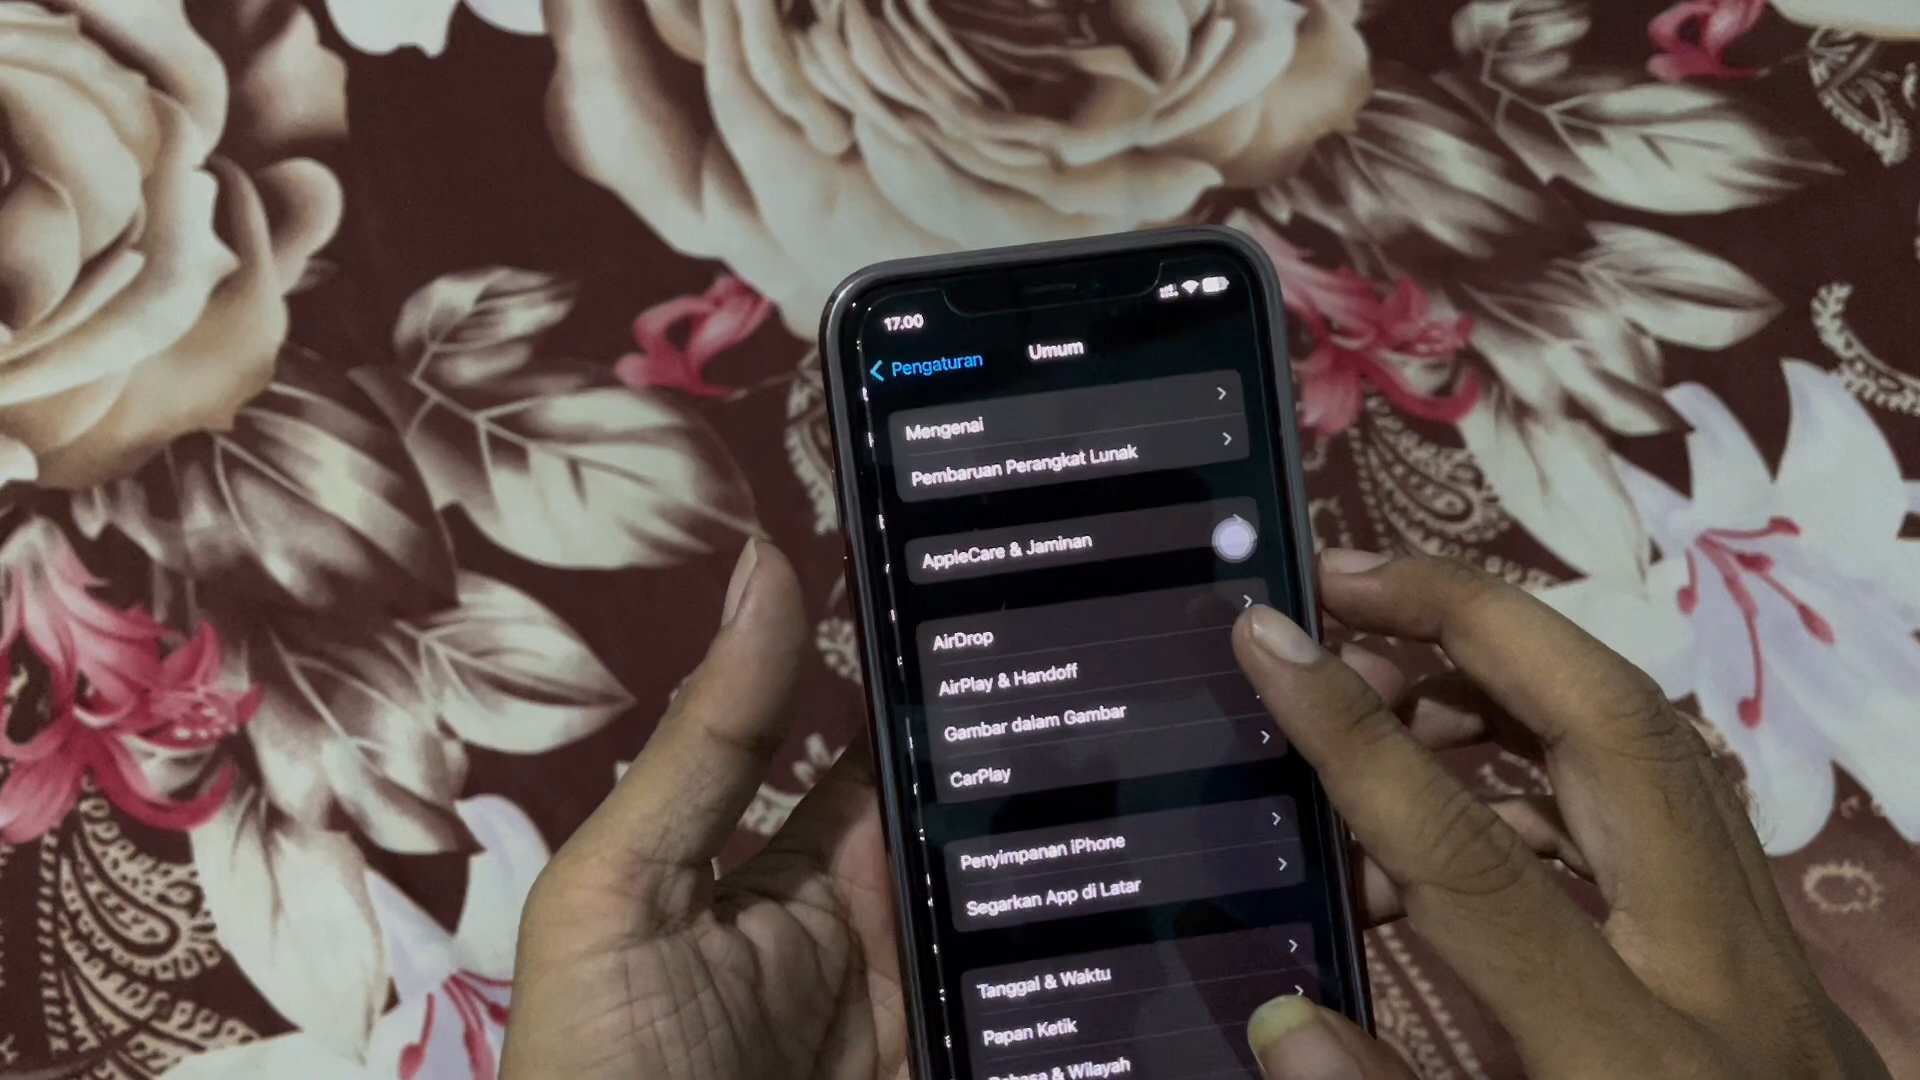 17.00
Pengaturan
Umum
Mengenai
Pembaruan Perangkat Lunak
AppleCare & Jaminan
AirDrop
AirPlay & Handoff
Gambar dalam Gambar
CarPlay
Penyimpanan iPhone
Segarkan App di Latar
Tanggal & Waktu
Papan Ketik
Bahasa & Wilayah